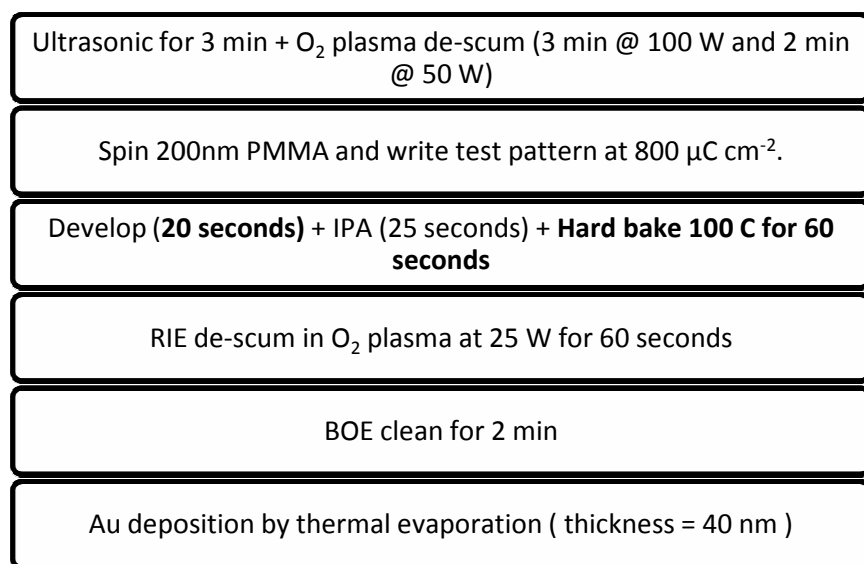 Ultrasonic for 3 min + O₂ plasma de-scum (3 min @ 100 W and 2 min
@ 50 W)
Spin 200nm PMMA and write test pattern at 800 µC cm⁻².
Develop (20 seconds) + IPA (25 seconds) + Hard bake 100 C for 60
seconds
RIE de-scum in O₂ plasma at 25 W for 60 seconds
BOE clean for 2 min
Au deposition by thermal evaporation ( thickness = 40 nm )